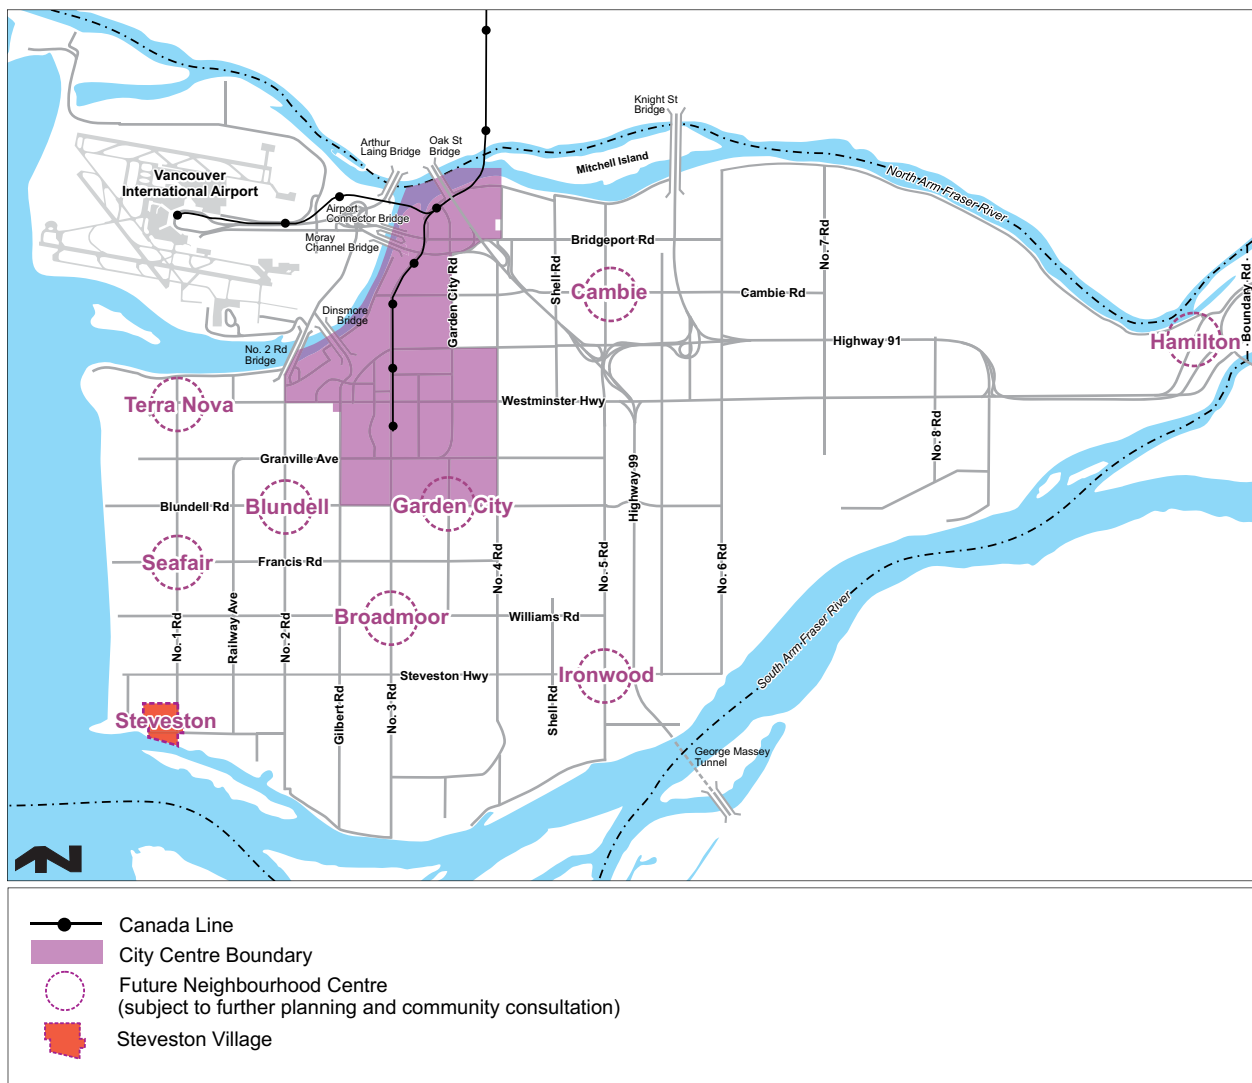 Knight St
Bridge
Arthur
Laing Bridge
Oak St
Bridge
Mitchell Island
Vancouver
International Airport
North Arm Fraser River
Airport
Connector Bridge
Moray
Channel Bridge
Bridgeport Rd
No. 7 Rd
Boundary Rd
Shell Rd
Garden City Rd
Cambie
Cambie Rd
Dinsmore
Bridge
No. 2 Rd
Bridge
Highway 91
Hamilton
Terra Nova
Westminster Hwy
No. 8 Rd
Granville Ave
Highway 99
Blundell Rd
Blundell
Garden City
Seafair
Francis Rd
No. 4 Rd
No. 5 Rd
No. 6 Rd
Broadmoor
Williams Rd
No. 1 Rd
Railway Ave
No. 2 Rd
South Arm Fraser River
Steveston Hwy
Ironwood
Steveston
Gilbert Rd
No. 3 Rd
Shell Rd
George Massey
Tunnel
N
Canada Line
City Centre Boundary
Future Neighbourhood Centre
(subject to further planning and community consultation)
Steveston Village